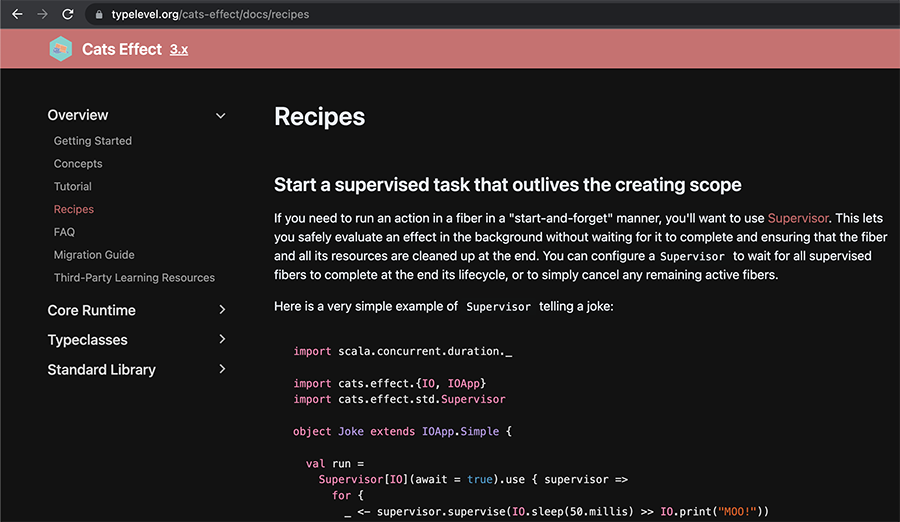 typelevel.org/cats-effect/docs/recipes
Cats Effect 3.x
Overview
Getting Started
Concepts
Tutorial
Recipes
FAQ
Migration Guide
Third-Party Learning Resources
Core Runtime
Typeclasses
Standard Library
Recipes
Start a supervised task that outlives the creating scope
If you need to run an action in a fiber in a "start-and-forget" manner, you'll want to use Supervisor. This lets
you safely evaluate an effect in the background without waiting for it to complete and ensuring that the fiber
and all its resources are cleaned up at the end. You can configure a Supervisor to wait for all supervised
fibers to complete at the end its lifecycle, or to simply cancel any remaining active fibers.
Here is a very simple example of Supervisor telling a joke:
import scala.concurrent.duration._
import cats.effect.{IO, IOApp}
import cats.effect.std.Supervisor
object Joke extends IOApp.Simple {
val run =
Supervisor[IO](await = true).use { supervisor =>
for {
_ <- supervisor.supervise(IO.sleep(50.millis) >> IO.print("MOO!"))